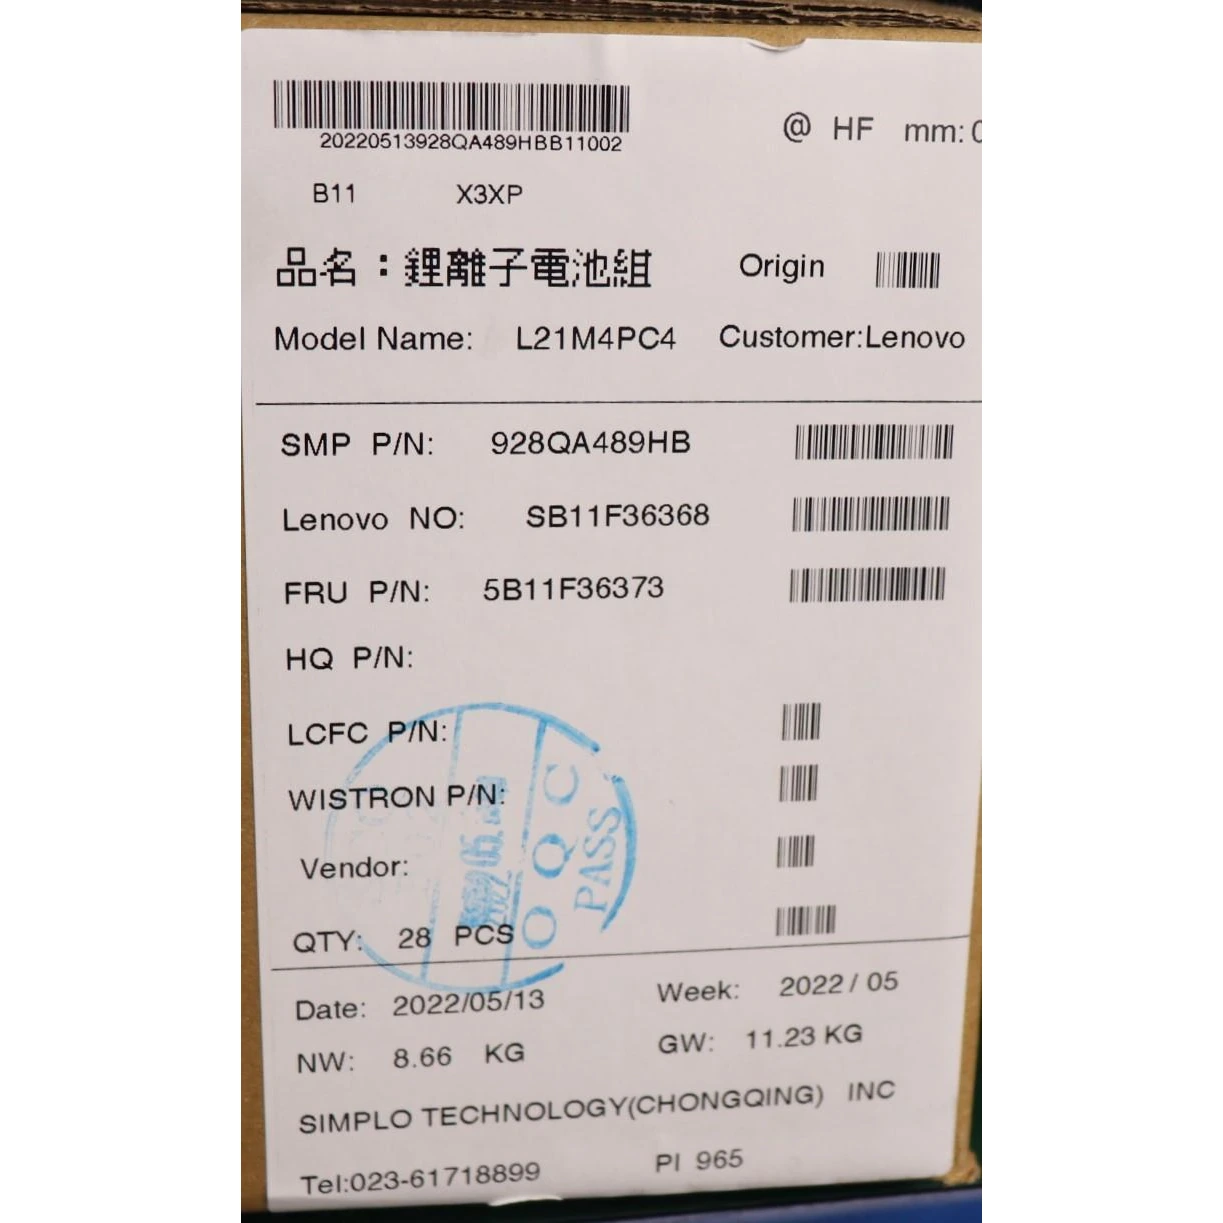 20220513928QA489HBB11002
@ HF mm:
B11 X3XP
品名：鋰離子電池組 Origin
Model Name: L21M4PC4 Customer:Lenovo
SMP P/N: 928QA489HB
Lenovo NO: SB11F36368
FRU P/N: 5B11F36373
HQ P/N:
LCFC P/N:
WISTRON P/N:
Vendor:
OQC
PASS
QTY: 28 PCS
Date: 2022/05/13 Week: 2022/05
NW: 8.66 KG GW: 11.23 KG
SIMPLO TECHNOLOGY(CHONGQING) INC
Tel:023-61718899 PI 965